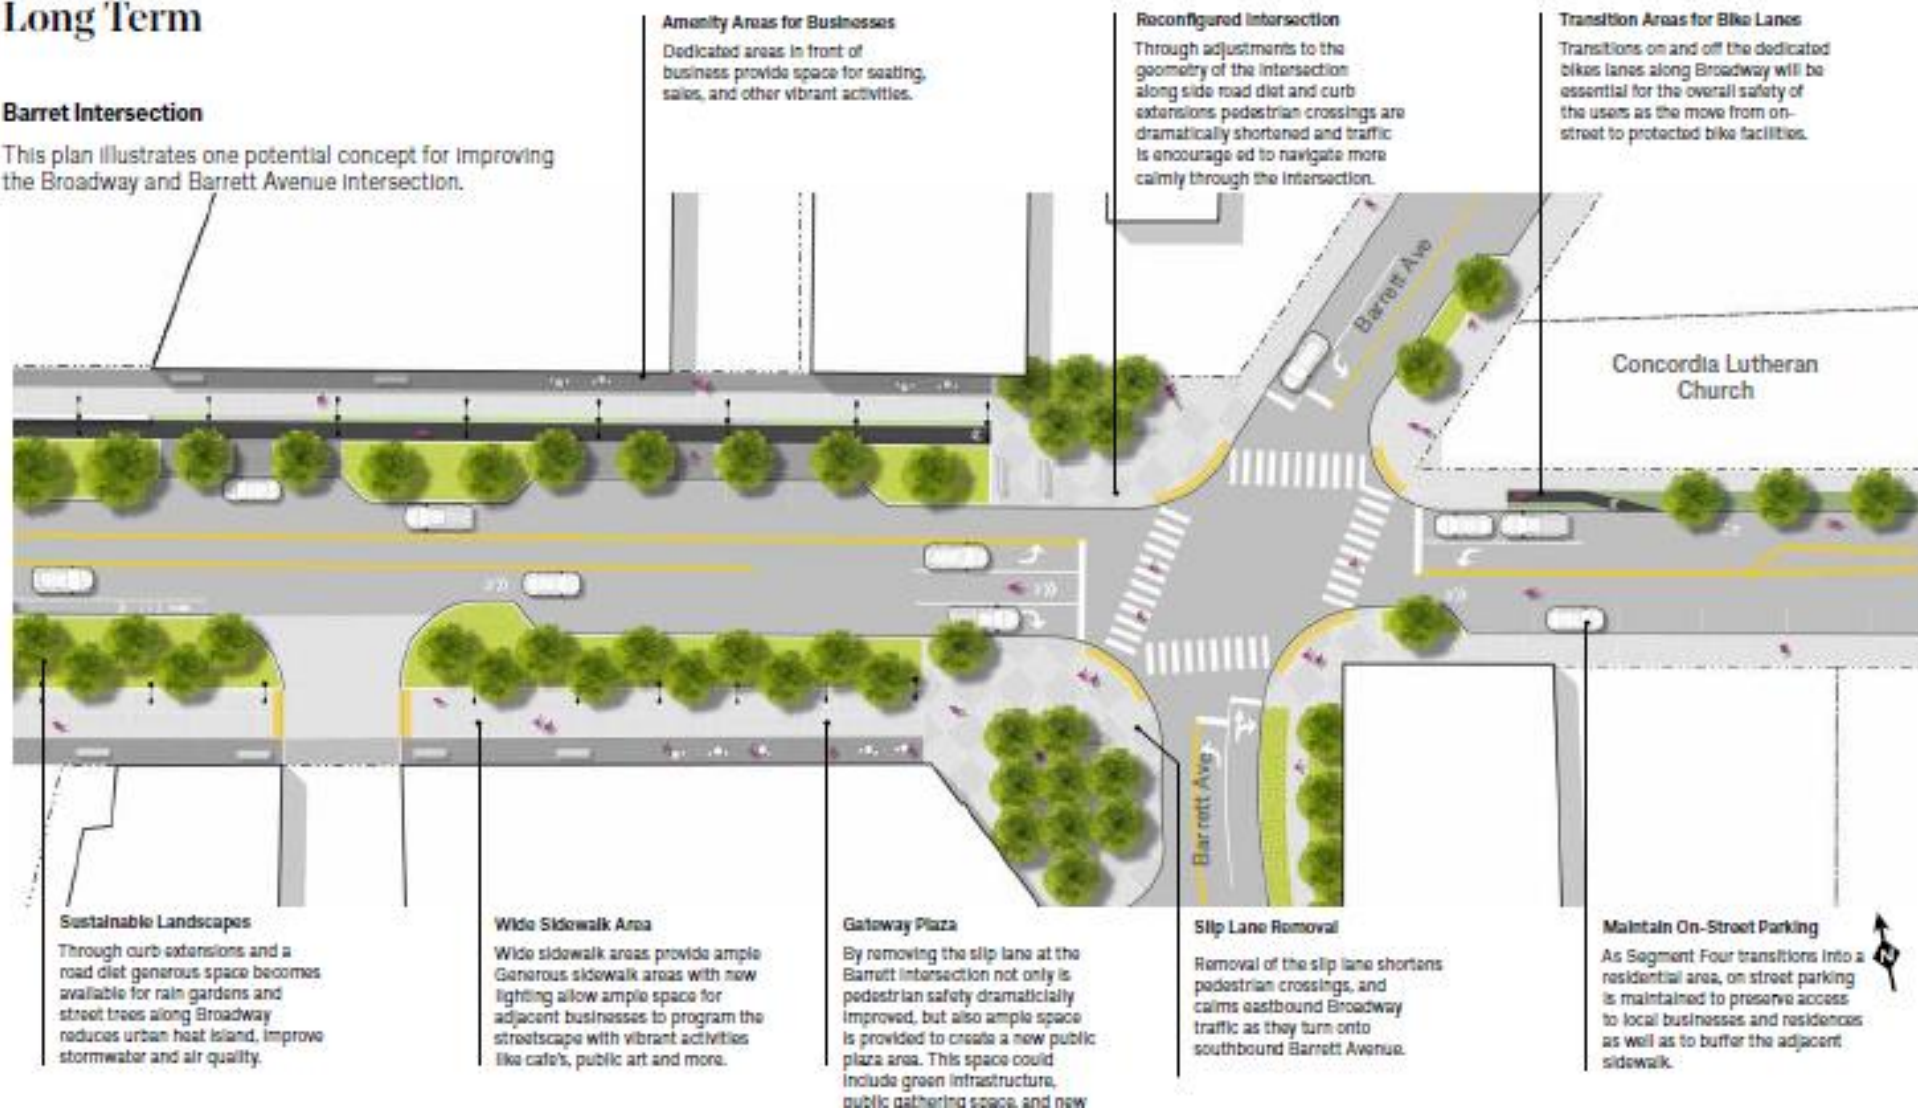 Long Term
Barret Intersection
This plan illustrates one potential concept for improving
the Broadway and Barrett Avenue intersection.
Amenity Areas for Businesses
Dedicated areas in front of
business provide space for seating,
sales, and other vibrant activities.
Reconfigured Intersection
Through adjustments to the
geometry of the intersection
along side road diet and curb
extensions pedestrian crossings are
dramatically shortened and traffic
is encourage ed to navigate more
calmly through the intersection.
Transition Areas for Bike Lanes
Transitions on and off the dedicated
bikes lanes along Broadway will be
essential for the overall safety of
the users as the move from on-
street to protected bike facilities.
Barrett Ave
Concordia Lutheran
Church
Barrett Ave
Sustainable Landscapes
Through curb extensions and a
road diet generous space becomes
available for rain gardens and
street trees along Broadway
reduces urban heat island, improve
stormwater and air quality.
Wide Sidewalk Area
Wide sidewalk areas provide ample
Generous sidewalk areas with new
lighting allow ample space for
adjacent businesses to program the
streetscape with vibrant activities
like cafe's, public art and more.
Gateway Plaza
By removing the slip lane at the
Barrett intersection not only is
pedestrian safety dramaticially
improved, but also ample space
is provided to create a new public
plaza area. This space could
include green infrastructure,
public gathering space, and new
Slip Lane Removal
Removal of the slip lane shortens
pedestrian crossings, and
calms eastbound Broadway
traffic as they turn onto
southbound Barrett Avenue.
Maintain On-Street Parking
As Segment Four transitions into a
residential area, on street parking
is maintained to preserve access
to local businesses and residences
as well as to buffer the adjacent
sidewalk.
N